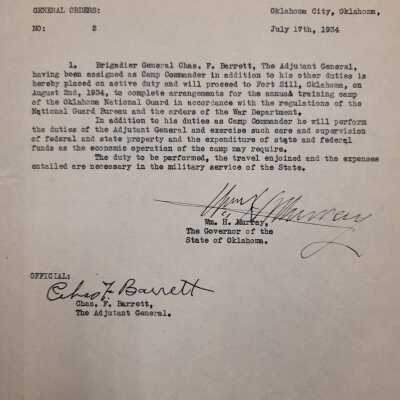 GENERAL ORDERS: Oklahoma City, Oklahoma,
NO: 2 July 17th, 1934
1. Brigadier General Chas. F. Barrett, The Adjutant General,
having been assigned as Camp Commander in addition to his other duties is
hereby placed on active duty and will proceed to Fort Sill, Oklahoma, on
August 2nd, 1934, to complete arrangements for the annual training camp
of the Oklahoma National Guard in accordance with the regulations of the
National Guard Bureau and the orders of the War Department.
In addition to his duties as Camp Commander he will perform
the duties of the Adjutant General and exercise such care and supervision
of federal and state property and the expenditure of state and federal
funds as the economic operation of the camp may require.
The duty to be performed, the travel enjoined and the expenses
entailed are necessary in the military service of the State.
Wm. H. Murray
Wm. H. Murray,
The Governor of the
State of Oklahoma.
OFFICIAL:
Chas F. Barrett
Chas. F. Barrett,
The Adjutant General.